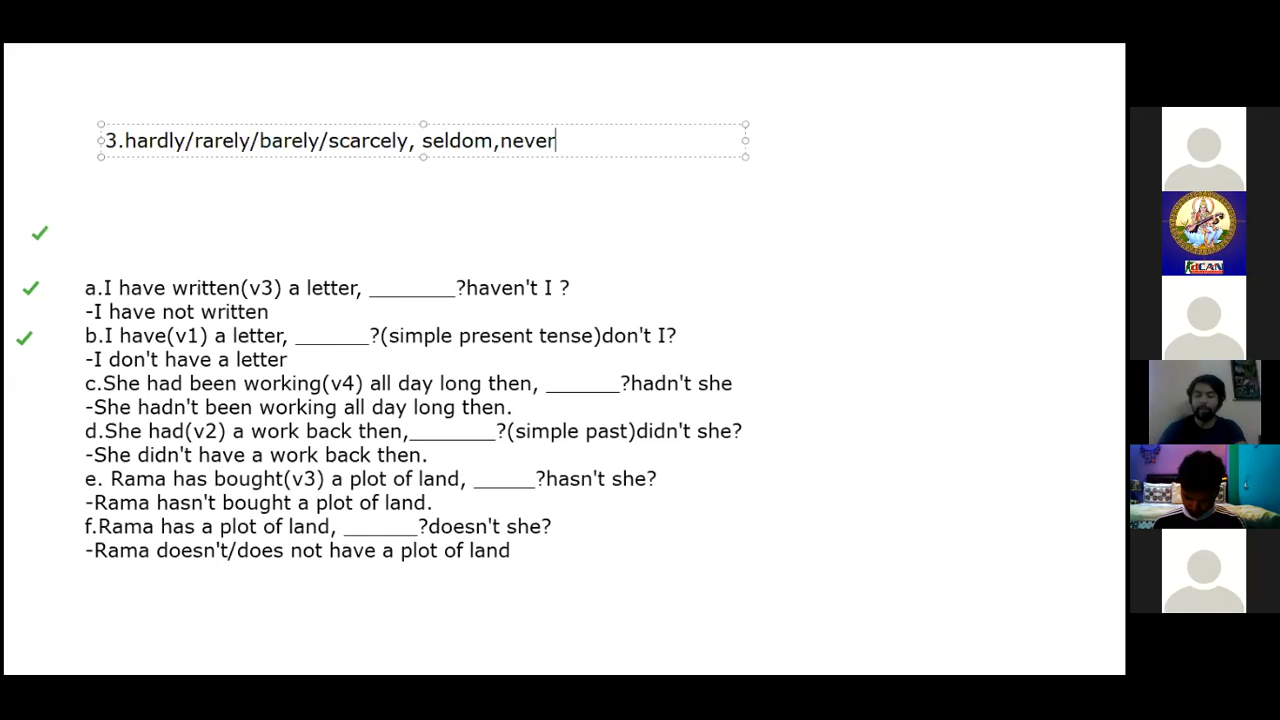 3.hardly/rarely/barely/scarcely, seldom,never
a.I have written(v3) a letter, ________?haven't I ?
-I have not written
b.I have(v1) a letter, _______?(simple present tense)don't I?
-I don't have a letter
c.She had been working(v4) all day long then, _______?hadn't she
-She hadn't been working all day long then.
d.She had(v2) a work back then,________?(simple past)didn't she?
-She didn't have a work back then.
e. Rama has bought(v3) a plot of land, ______?hasn't she?
-Rama hasn't bought a plot of land.
f.Rama has a plot of land, _______?doesn't she?
-Rama doesn't/does not have a plot of land